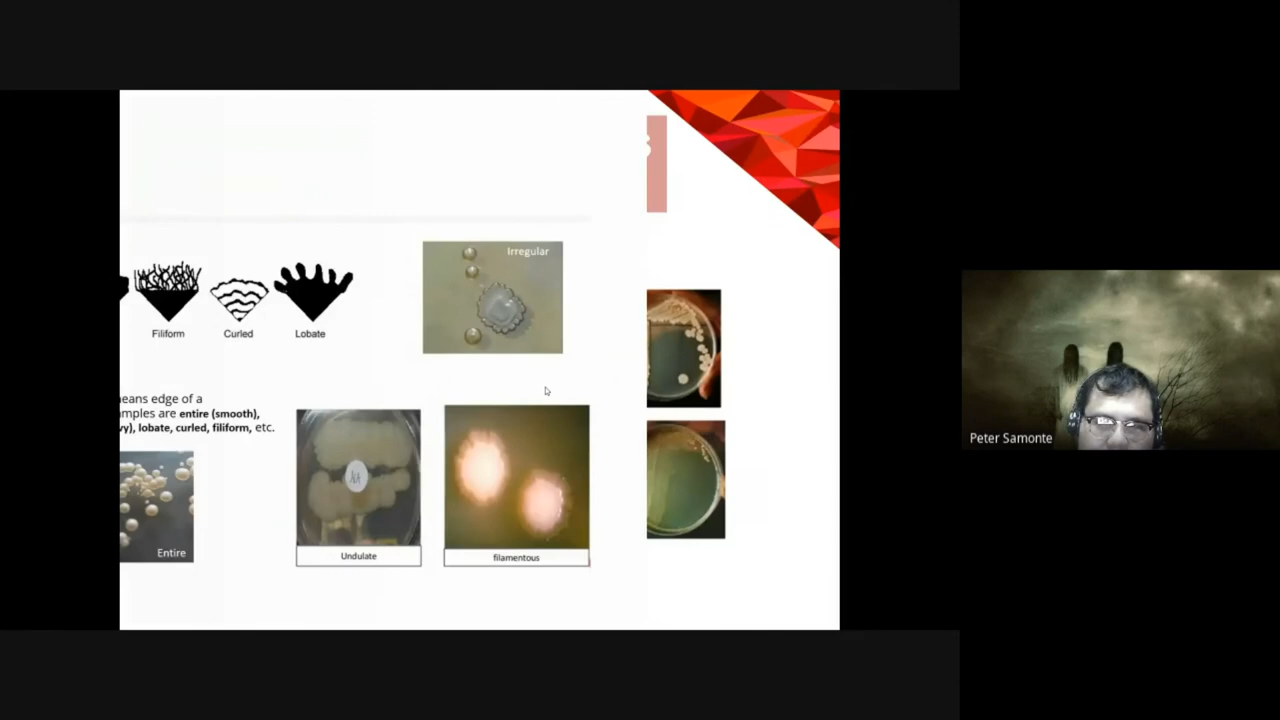 Irregular
Filiform
Curled
Lobate
eans edge of a
mples are entire (smooth),
vy), lobate, curled, filiform, etc.
Entire
Undulate
filamentous
Peter Samonte